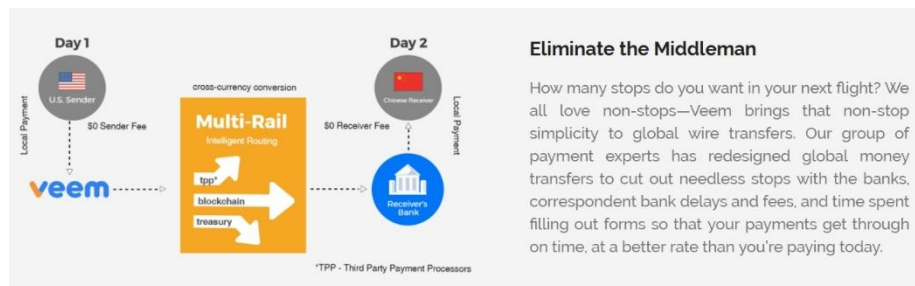 Day 1
Day 2
U.S. Sender
Chinese Receiver
cross-currency conversion
Local Payment
$0 Sender Fee
Multi-Rail
Intelligent Routing
$0 Receiver Fee
Local Payment
tpp*
blockchain
treasury
veem
Receiver's
Bank
*TPP - Third Party Payment Processors
Eliminate the Middleman
How many stops do you want in your next flight? We
all love non-stops—Veem brings that non-stop
simplicity to global wire transfers. Our group of
payment experts has redesigned global money
transfers to cut out needless stops with the banks,
correspondent bank delays and fees, and time spent
filling out forms so that your payments get through
on time, at a better rate than you're paying today.